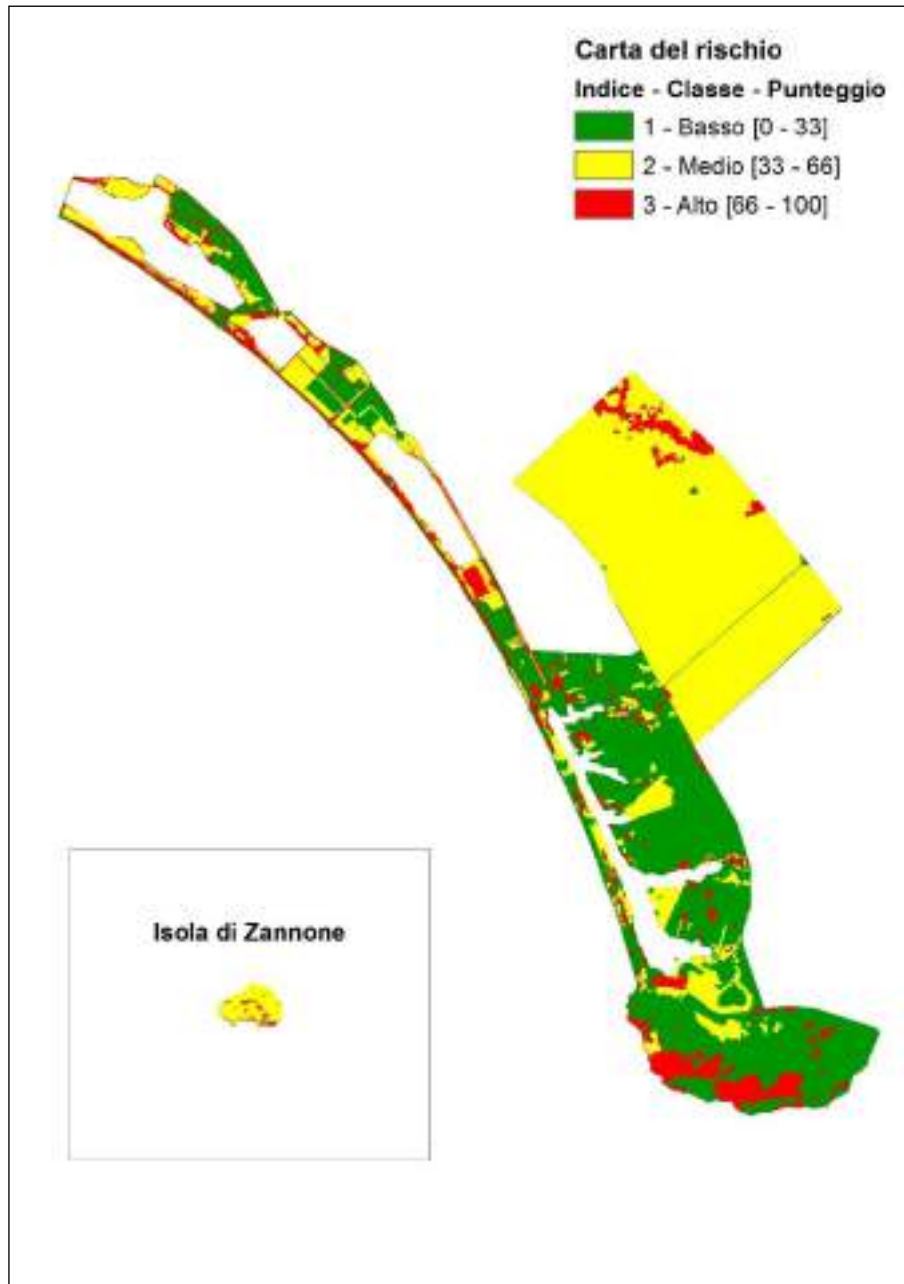 Carta del rischio
Indice - Classe - Punteggio
1 - Basso [0 - 33]
2 - Medio [33 - 66]
3 - Alto [66 - 100]
Isola di Zannone